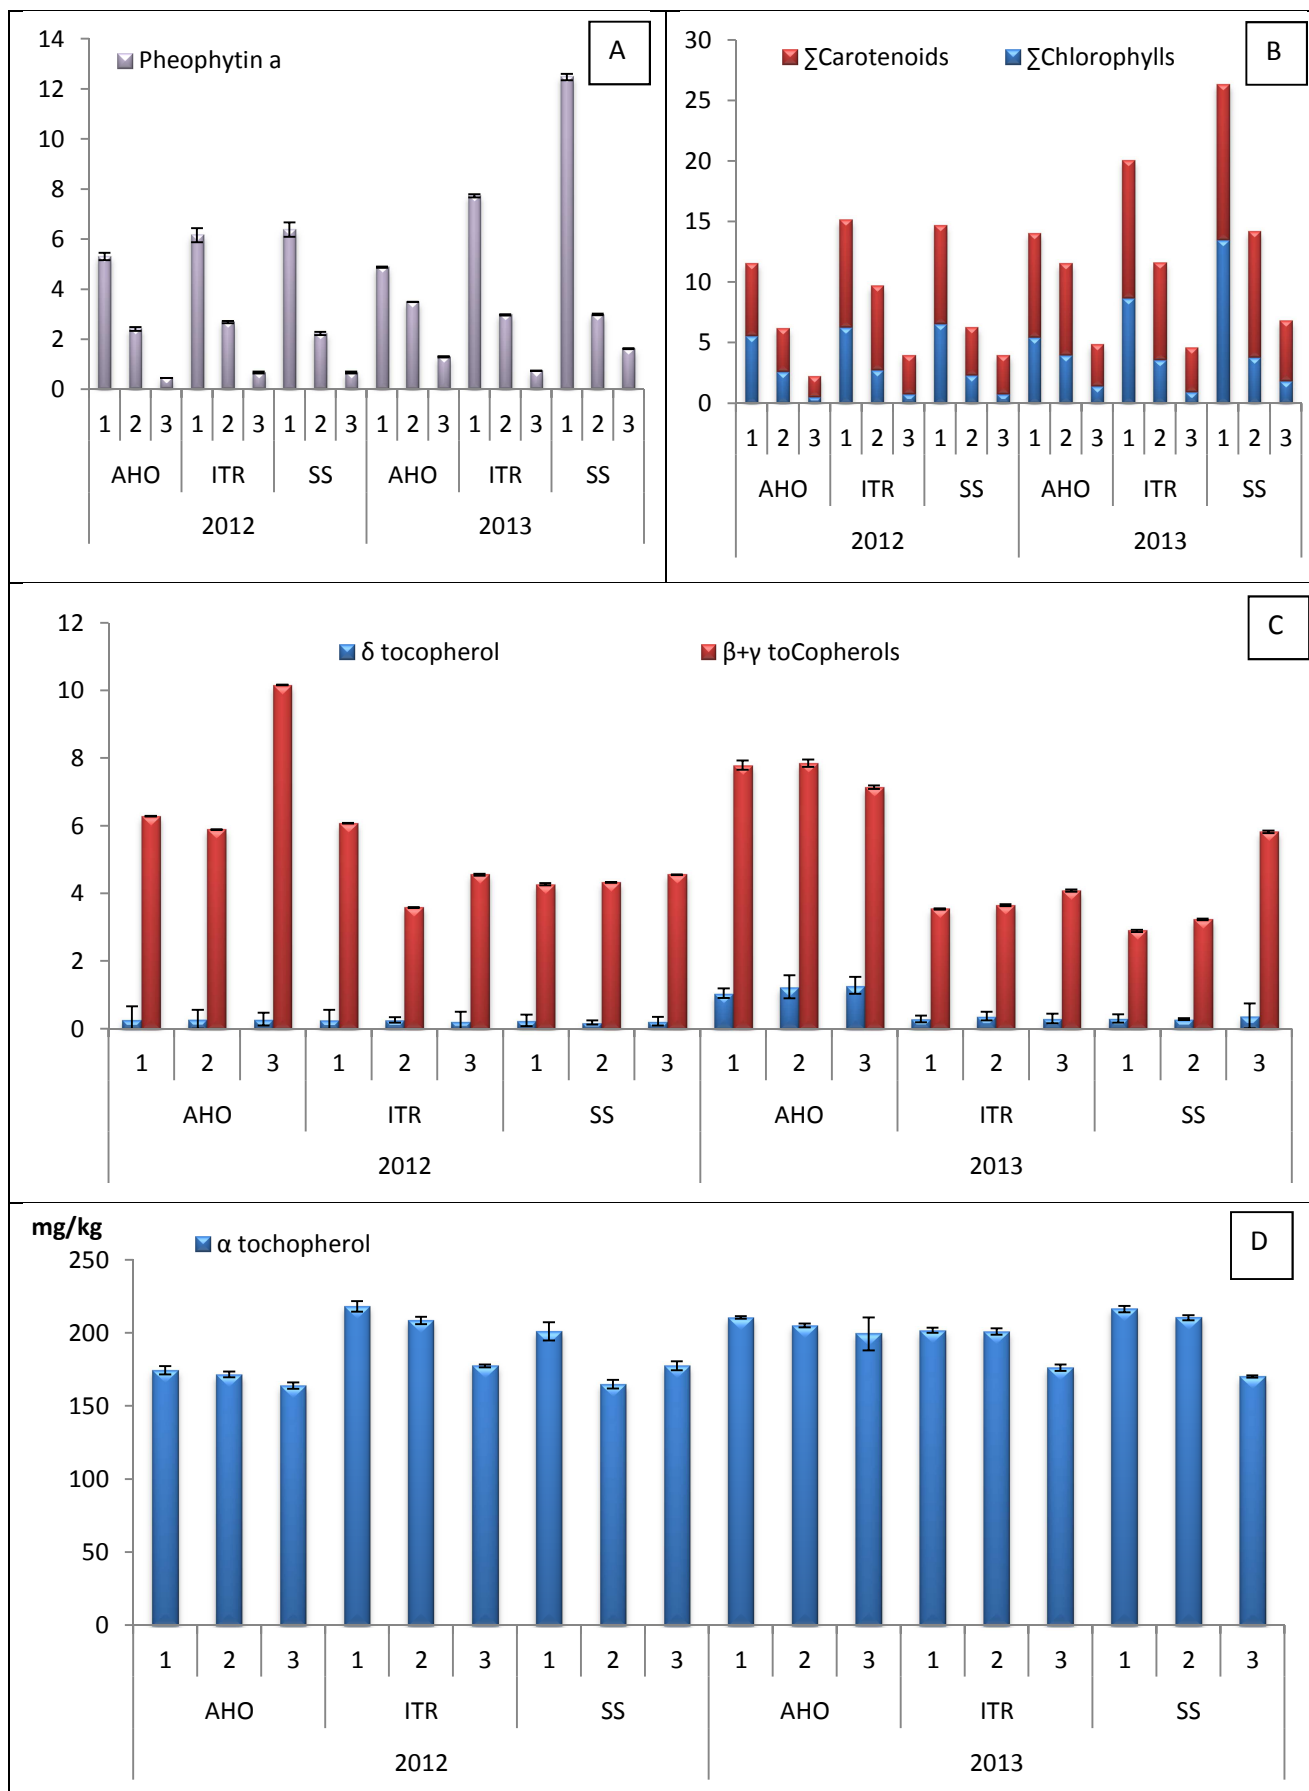 A
Pheophytin a
14
12
10
8
6
4
2
0
1 2 3 1 2 3 1 2 3 1 2 3 1 2 3 1 2 3
AHO ITR SS AHO ITR SS
2012 2013
B
∑Carotenoids ∑Chlorophylls
30
25
20
15
10
5
0
1 2 3 1 2 3 1 2 3 1 2 3 1 2 3 1 2 3
AHO ITR SS AHO ITR SS
2012 2013
C
δ tocopherol β+γ toCopherols
12
10
8
6
4
2
0
1 2 3 1 2 3 1 2 3 1 2 3 1 2 3 1 2 3
AHO ITR SS AHO ITR SS
2012 2013
mg/kg
D
α tochopherol
250
200
150
100
50
0
1 2 3 1 2 3 1 2 3 1 2 3 1 2 3 1 2 3
AHO ITR SS AHO ITR SS
2012 2013